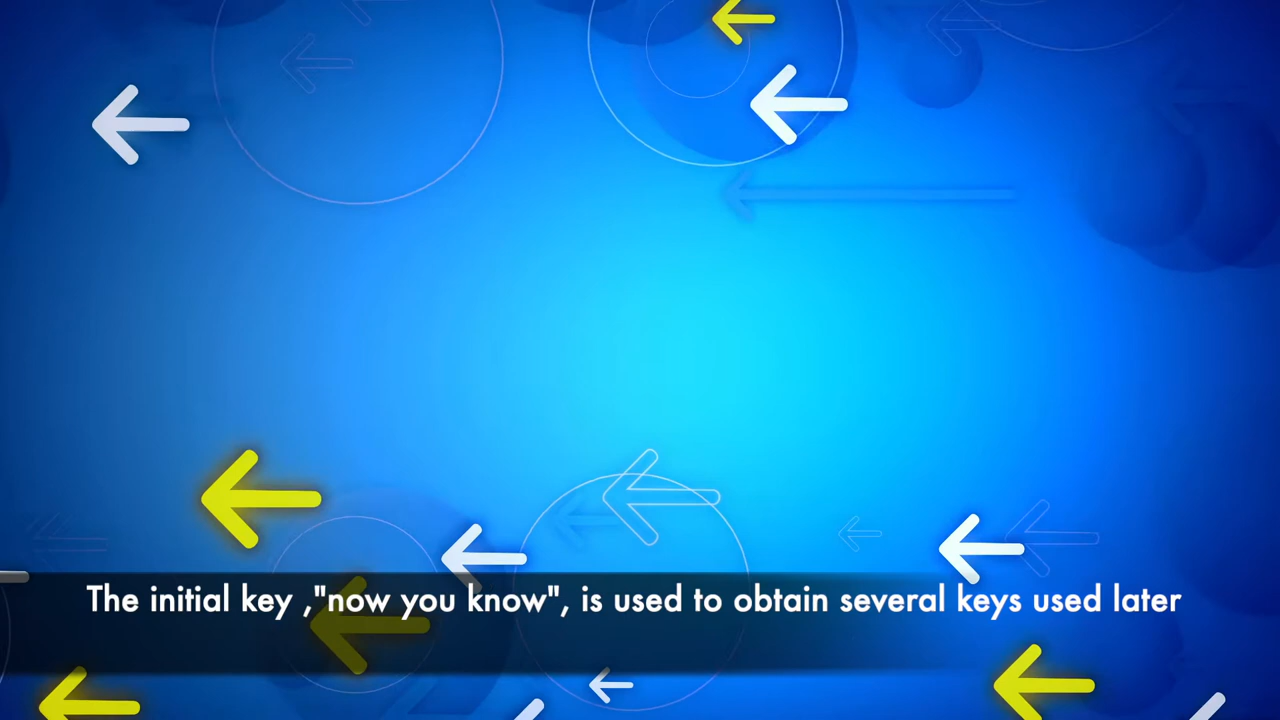 The initial key ,"now you know", is used to obtain several keys used later